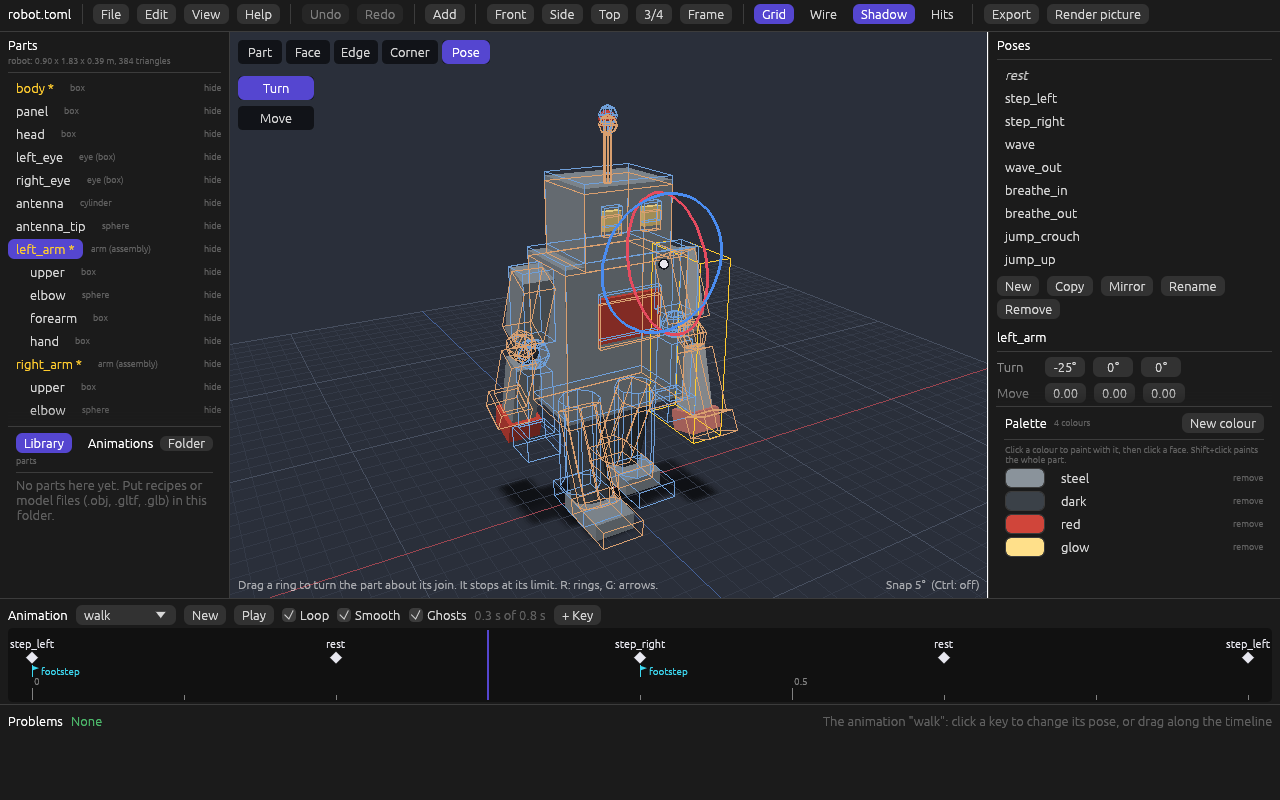 robot.toml File Edit View Help Undo Redo Add Front Side Top 3/4 Frame Grid Wire Shadow Hits Export Render picture
Parts
robot: 0.90 x 1.83 x 0.39 m, 384 triangles
body * box hide
panel box hide
head box hide
left_eye eye (box) hide
right_eye eye (box) hide
antenna cylinder hide
antenna_tip sphere hide
left_arm * arm (assembly) hide
upper box hide
elbow sphere hide
forearm box hide
hand box hide
right_arm * arm (assembly) hide
upper box hide
elbow sphere hide
Library Animations Folder
parts
No parts here yet. Put recipes or
model files (.obj, .gltf, .glb) in this
folder.
Part Face Edge Corner Pose
Turn
Move
Drag a ring to turn the part about its join. It stops at its limit. R: rings, G: arrows.
Snap 5° (Ctrl: off)
Poses
rest
step_left
step_right
wave
wave_out
breathe_in
breathe_out
jump_crouch
jump_up
New Copy Mirror Rename
Remove
left_arm
Turn -25° 0° 0°
Move 0.00 0.00 0.00
Palette 4 colours New colour
Click a colour to paint with it, then click a face. Shift+click paints
the whole part.
steel remove
dark remove
red remove
glow remove
Animation walk New Play Loop Smooth Ghosts 0.3 s of 0.8 s + Key
step_left rest step_right rest step_left
footstep footstep
0 0.5
Problems None
The animation "walk": click a key to change its pose, or drag along the timeline